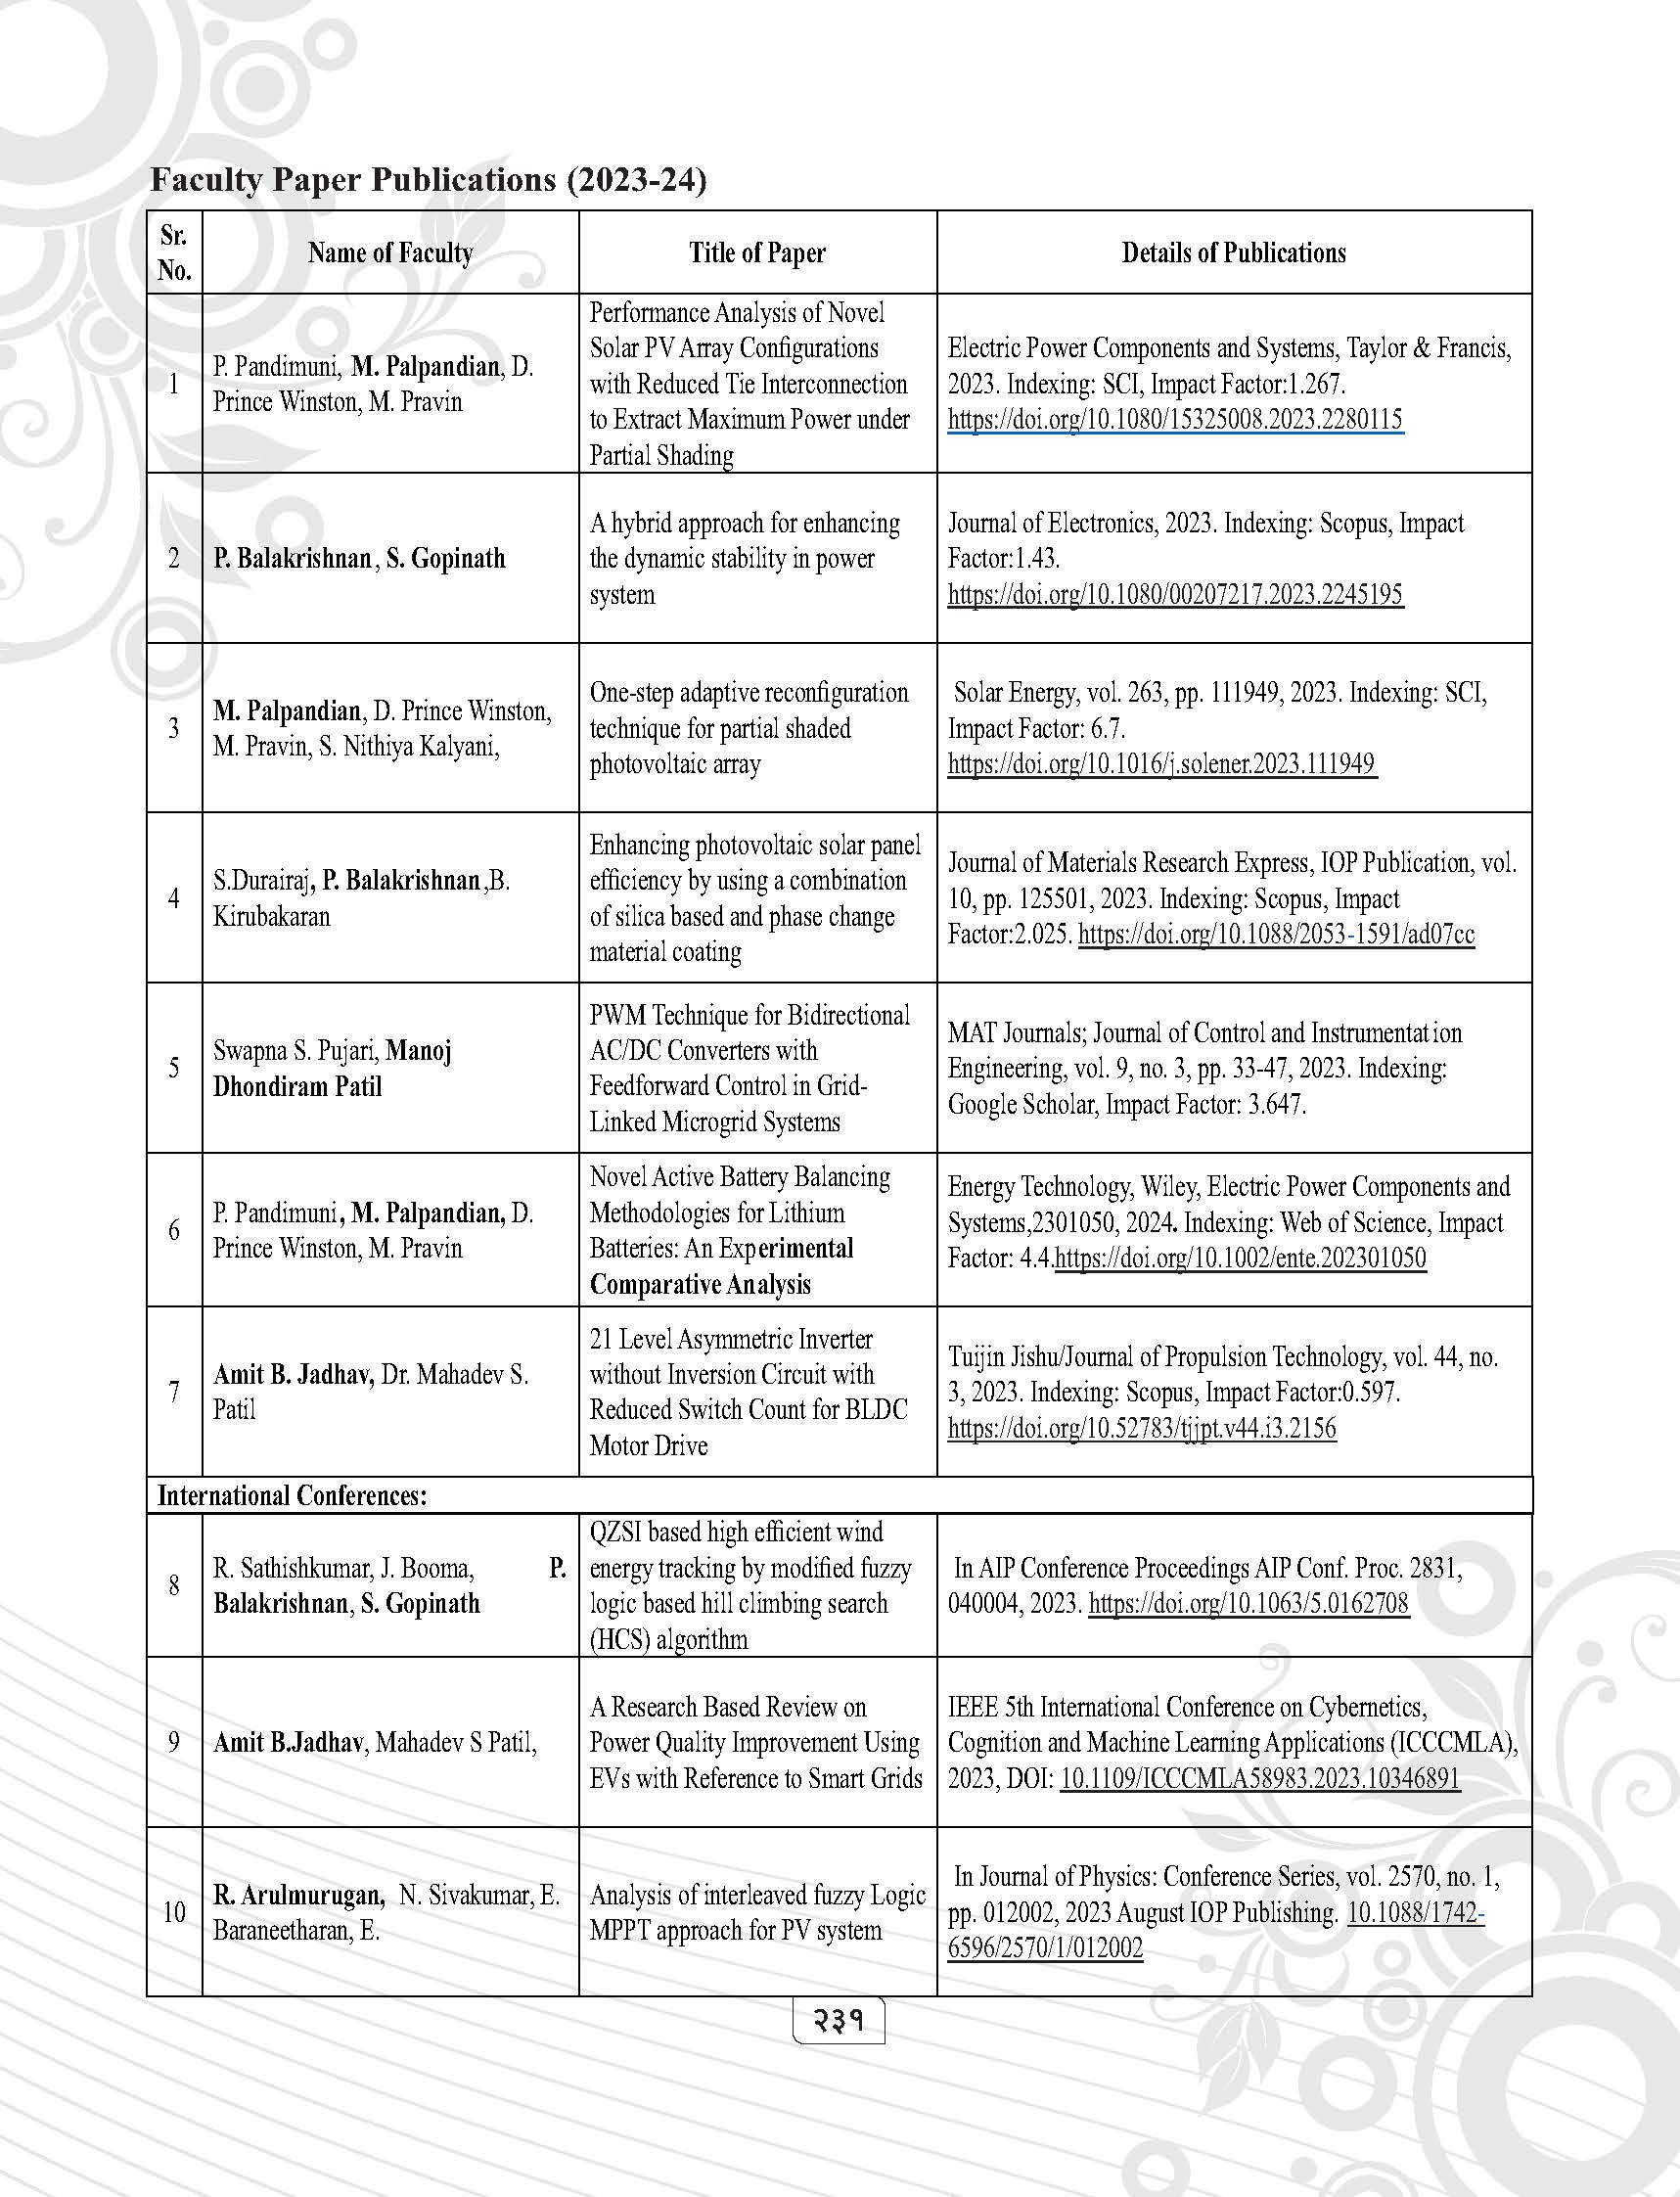 Faculty Paper Publications (2023-24)
Sr.
No.
Name of Faculty
Title of Paper
Details of Publications
1
P. Pandimuni, M. Palpandian, D.
Prince Winston, M. Pravin
Performance Analysis of Novel
Solar PV Array Configurations
with Reduced Tie Interconnection
to Extract Maximum Power under
Partial Shading
Electric Power Components and Systems, Taylor & Francis,
2023. Indexing: SCI, Impact Factor:1.267.
https://doi.org/10.1080/15325008.2023.2280115
2
P. Balakrishnan, S. Gopinath
A hybrid approach for enhancing
the dynamic stability in power
system
Journal of Electronics, 2023. Indexing: Scopus, Impact
Factor:1.43.
https://doi.org/10.1080/00207217.2023.2245195
3
M. Palpandian, D. Prince Winston,
M. Pravin, S. Nithiya Kalyani,
One-step adaptive reconfiguration
technique for partial shaded
photovoltaic array
Solar Energy, vol. 263, pp. 111949, 2023. Indexing: SCI,
Impact Factor: 6.7.
https://doi.org/10.1016/j.solener.2023.111949
4
S.Durairaj, P. Balakrishnan,B.
Kirubakaran
Enhancing photovoltaic solar panel
efficiency by using a combination
of silica based and phase change
material coating
Journal of Materials Research Express, IOP Publication, vol.
10, pp. 125501, 2023. Indexing: Scopus, Impact
Factor:2.025. https://doi.org/10.1088/2053-1591/ad07cc
5
Swapna S. Pujari, Manoj
Dhondiram Patil
PWM Technique for Bidirectional
AC/DC Converters with
Feedforward Control in Grid-
Linked Microgrid Systems
MAT Journals; Journal of Control and Instrumentation
Engineering, vol. 9, no. 3, pp. 33-47, 2023. Indexing:
Google Scholar, Impact Factor: 3.647.
6
P. Pandimuni, M. Palpandian, D.
Prince Winston, M. Pravin
Novel Active Battery Balancing
Methodologies for Lithium
Batteries: An Experimental
Comparative Analysis
Energy Technology, Wiley, Electric Power Components and
Systems,2301050, 2024. Indexing: Web of Science, Impact
Factor: 4.4.https://doi.org/10.1002/ente.202301050
7
Amit B. Jadhav, Dr. Mahadev S.
Patil
21 Level Asymmetric Inverter
without Inversion Circuit with
Reduced Switch Count for BLDC
Motor Drive
Tuijin Jishu/Journal of Propulsion Technology, vol. 44, no.
3, 2023. Indexing: Scopus, Impact Factor:0.597.
https://doi.org/10.52783/tjjpt.v44.i3.2156
International Conferences:
8
R. Sathishkumar, J. Booma, P.
Balakrishnan, S. Gopinath
QZSI based high efficient wind
energy tracking by modified fuzzy
logic based hill climbing search
(HCS) algorithm
In AIP Conference Proceedings AIP Conf. Proc. 2831,
040004, 2023. https://doi.org/10.1063/5.0162708
9
Amit B.Jadhav, Mahadev S Patil,
A Research Based Review on
Power Quality Improvement Using
EVs with Reference to Smart Grids
IEEE 5th International Conference on Cybernetics,
Cognition and Machine Learning Applications (ICCCMLA),
2023, DOI: 10.1109/ICCCMLA58983.2023.10346891
10
R. Arulmurugan, N. Sivakumar, E.
Baraneetharan, E.
Analysis of interleaved fuzzy Logic
MPPT approach for PV system
In Journal of Physics: Conference Series, vol. 2570, no. 1,
pp. 012002, 2023 August IOP Publishing. 10.1088/1742-
6596/2570/1/012002
२३१